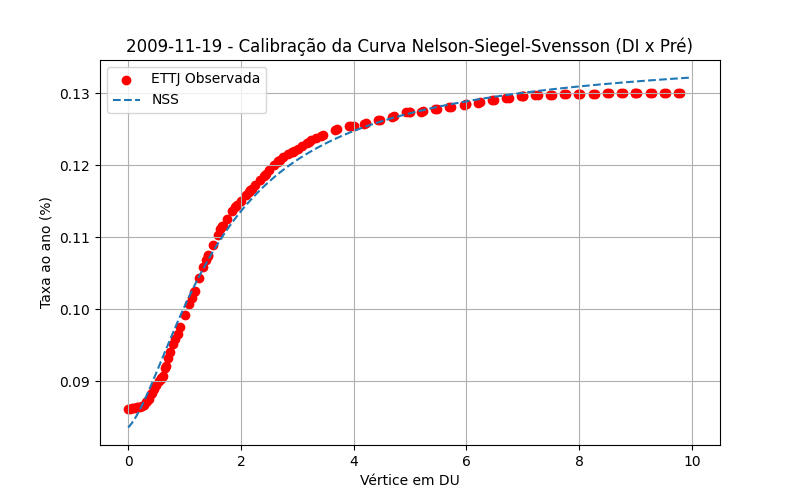 2009-11-19 - Calibração da Curva Nelson-Siegel-Svensson (DI x Pré)
ETTJ Observada
NSS
Taxa ao ano (%)
0.13
0.12
0.11
0.10
0.09
0 2 4 6 8 10
Vértice em DU